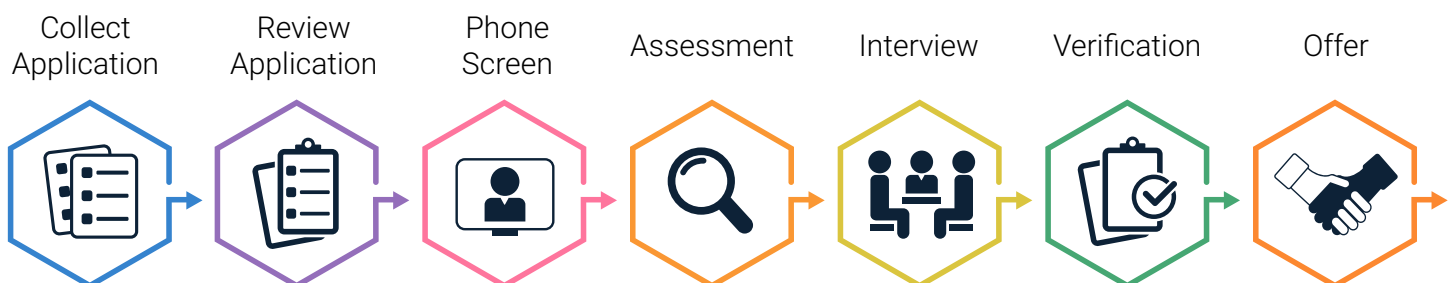 Collect
Application
Review
Application
Phone
Screen
Assessment
Interview
Verification
Offer